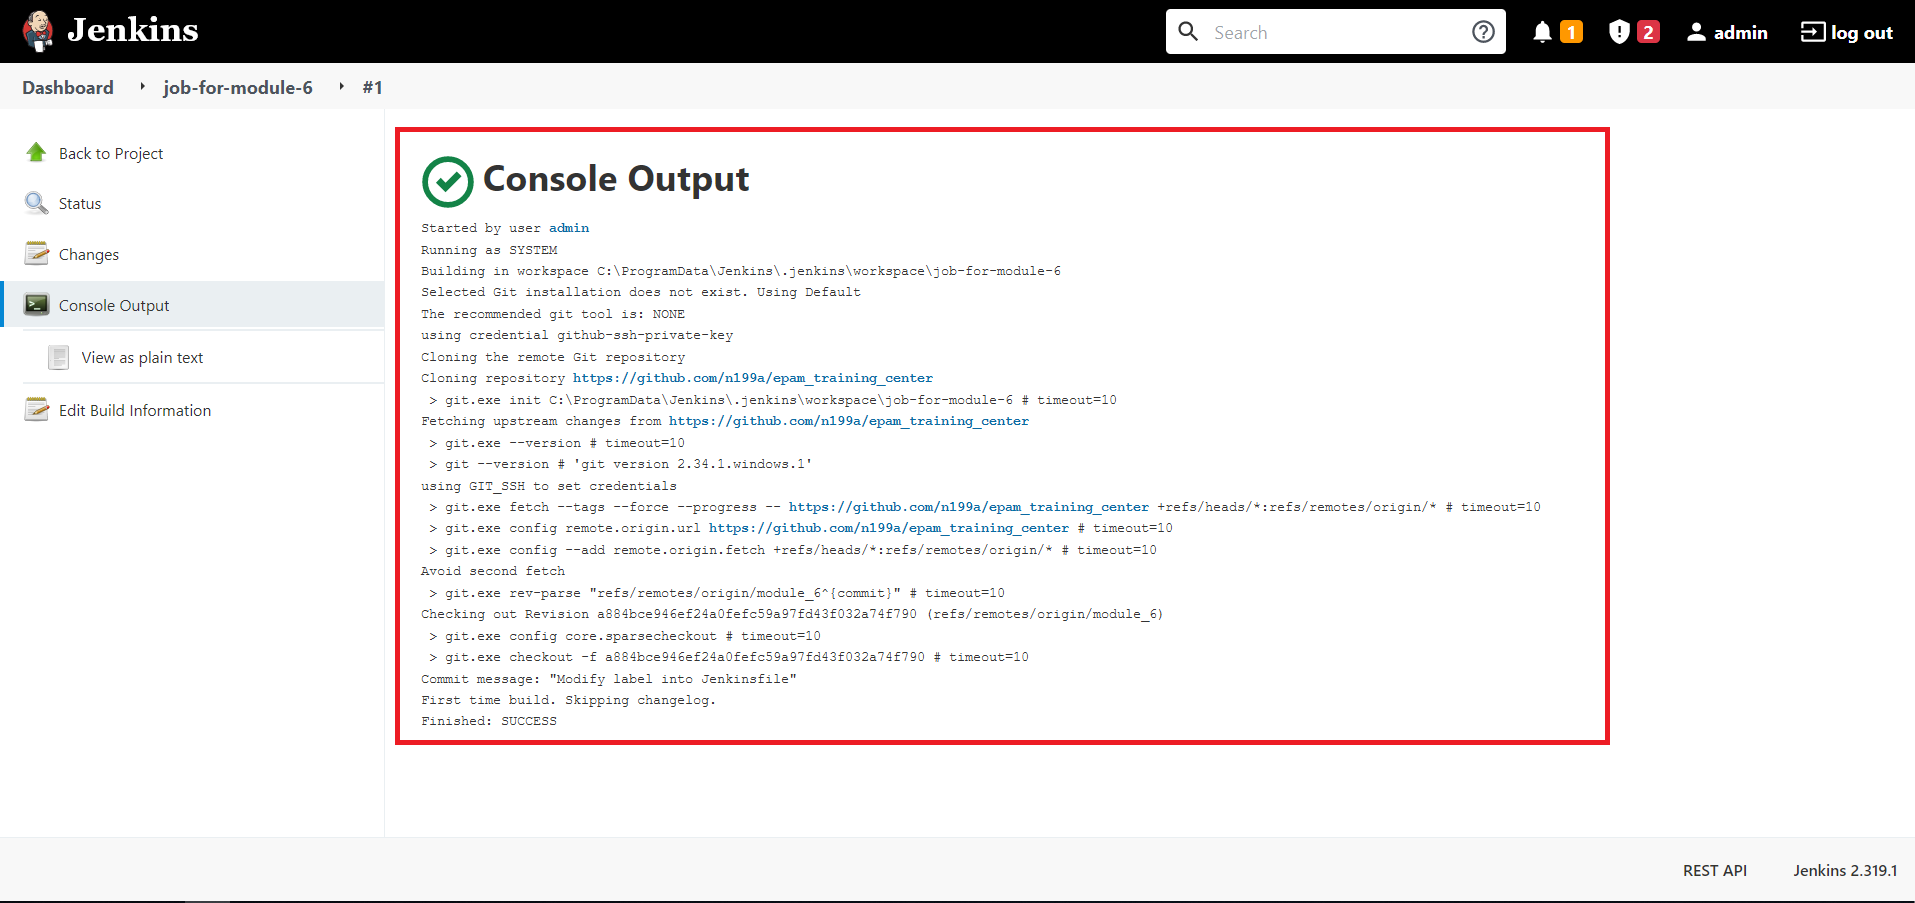 Jenkins
Search
1
2
admin
log out
Dashboard job-for-module-6 #1
Back to Project
Status
Changes
Console Output
View as plain text
Edit Build Information
Console Output
Started by user admin
Running as SYSTEM
Building in workspace C:\ProgramData\Jenkins\.jenkins\workspace\job-for-module-6
Selected Git installation does not exist. Using Default
The recommended git tool is: NONE
using credential github-ssh-private-key
Cloning the remote Git repository
Cloning repository https://github.com/n199a/epam_training_center
 > git.exe init C:\ProgramData\Jenkins\.jenkins\workspace\job-for-module-6 # timeout=10
Fetching upstream changes from https://github.com/n199a/epam_training_center
 > git.exe --version # timeout=10
 > git --version # 'git version 2.34.1.windows.1'
using GIT_SSH to set credentials
 > git.exe fetch --tags --force --progress -- https://github.com/n199a/epam_training_center +refs/heads/*:refs/remotes/origin/* # timeout=10
 > git.exe config remote.origin.url https://github.com/n199a/epam_training_center # timeout=10
 > git.exe config --add remote.origin.fetch +refs/heads/*:refs/remotes/origin/* # timeout=10
Avoid second fetch
 > git.exe rev-parse "refs/remotes/origin/module_6^{commit}" # timeout=10
Checking out Revision a884bce946ef24a0fefc59a97fd43f032a74f790 (refs/remotes/origin/module_6)
 > git.exe config core.sparsecheckout # timeout=10
 > git.exe checkout -f a884bce946ef24a0fefc59a97fd43f032a74f790 # timeout=10
Commit message: "Modify label into Jenkinsfile"
First time build. Skipping changelog.
Finished: SUCCESS
REST API
Jenkins 2.319.1